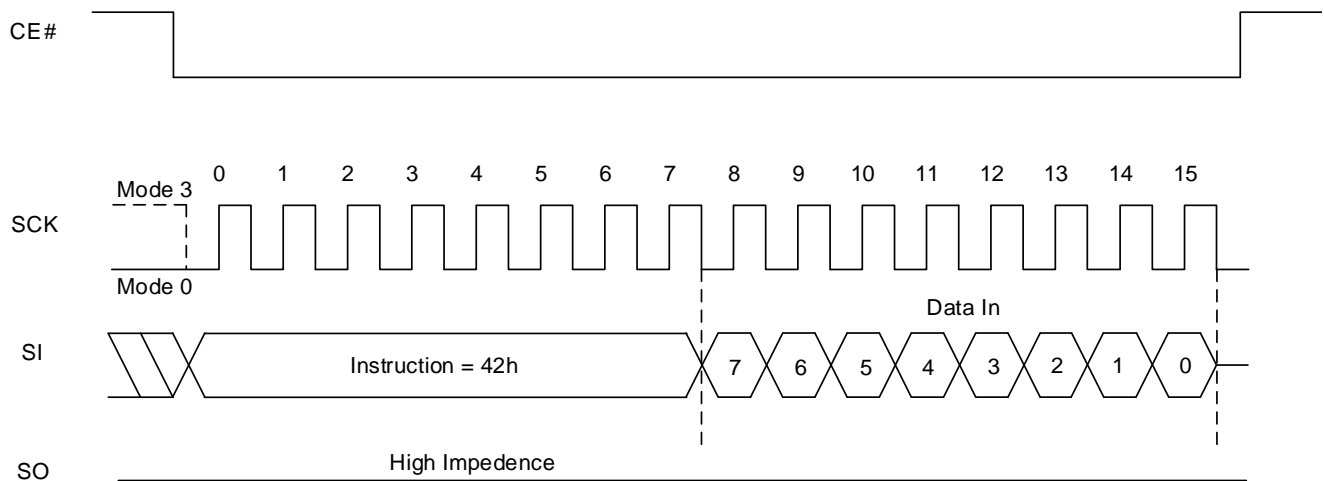 CE#
0 1 2 3 4 5 6 7 8 9 10 11 12 13 14 15
Mode 3
SCK
Mode 0
Data In
SI
Instruction = 42h
7 6 5 4 3 2 1 0
High Impedence
SO